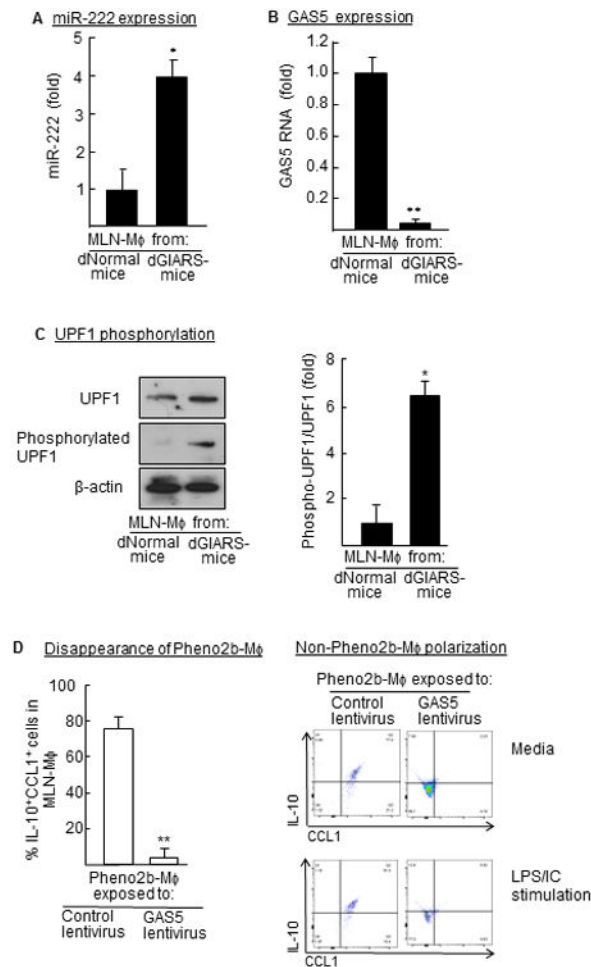 A miR-222 expression
miR-222 (fold)
5
4
3
2
1
*
MLN-Mϕ from:
dNormal mice
dGIARS-mice
B GAS5 expression
GAS5 RNA (fold)
1.2
1.0
0.8
0.6
0.4
0.2
**
MLN-Mϕ from:
dNormal mice
dGIARS-mice
C UPF1 phosphorylation
UPF1
Phosphorylated
UPF1
β-actin
MLN-Mϕ from:
dNormal mice
dGIARS-mice
Phospho-UPF1/UPF1 (fold)
8
6
4
2
*
MLN-Mϕ from:
dNormal mice
dGIARS-mice
D Disappearance of Pheno2b-Mϕ
% IL-10⁺CCL1⁺ cells in
MLN-Mϕ
100
80
60
40
20
**
Pheno2b-Mϕ
exposed to:
Control lentivirus
GAS5 lentivirus
Non-Pheno2b-Mϕ polarization
Pheno2b-Mϕ exposed to:
Control lentivirus
GAS5 lentivirus
Media
IL-10
CCL1
LPS/IC
stimulation
IL-10
CCL1